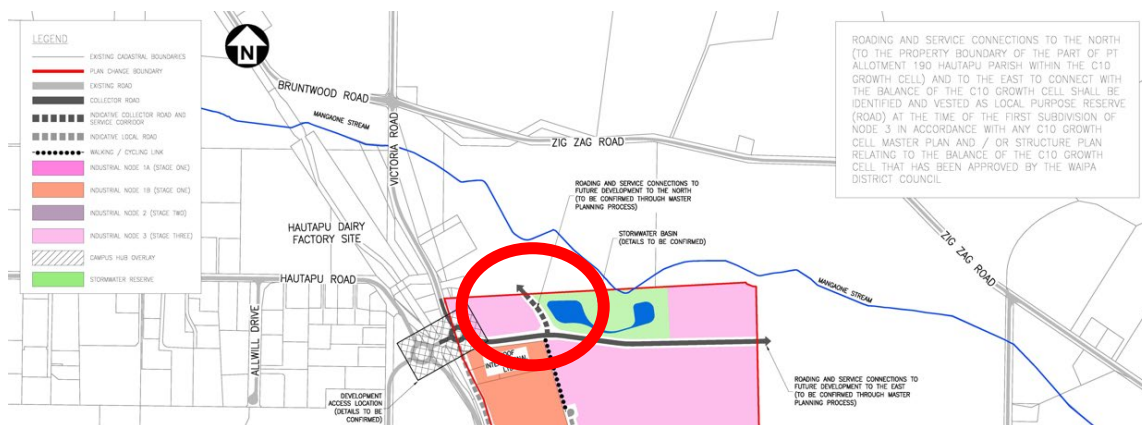 LEGEND
EXISTING CADASTRAL BOUNDARIES
PLAN CHANGE BOUNDARY
EXISTING ROAD
COLLECTOR ROAD
INDICATIVE COLLECTOR ROAD AND
SERVICE CORRIDOR
INDICATIVE LOCAL ROAD
WALKING / CYCLING LINK
INDUSTRIAL NODE 1A (STAGE ONE)
INDUSTRIAL NODE 1B (STAGE ONE)
INDUSTRIAL NODE 2 (STAGE TWO)
INDUSTRIAL NODE 3 (STAGE THREE)
CAMPUS HUB OVERLAY
STORMWATER RESERVE
N
ROADING AND SERVICE CONNECTIONS TO THE NORTH
(TO THE PROPERTY BOUNDARY OF THE PART OF PT
ALLOTMENT 190 HAUTAPU PARISH WITHIN THE C10
GROWTH CELL) AND TO THE EAST TO CONNECT WITH
THE BALANCE OF THE C10 GROWTH CELL SHALL BE
IDENTIFIED AND VESTED AS LOCAL PURPOSE RESERVE
(ROAD) AT THE TIME OF THE FIRST SUBDIVISION OF
NODE 3 IN ACCORDANCE WITH ANY C10 GROWTH
CELL MASTER PLAN AND / OR STRUCTURE PLAN
RELATING TO THE BALANCE OF THE C10 GROWTH
CELL THAT HAS BEEN APPROVED BY THE WAIPA
DISTRICT COUNCIL
BRUNTWOOD ROAD
MANGAONE STREAM
VICTORIA ROAD
ZIG ZAG ROAD
ROADING AND SERVICE CONNECTIONS TO
FUTURE DEVELOPMENT TO THE NORTH
(TO BE CONFIRMED THROUGH MASTER
PLANNING PROCESS)
HAUTAPU DAIRY
FACTORY SITE
STORMWATER BASIN
(DETAILS TO BE CONFIRMED)
ZIG ZAG ROAD
HAUTAPU ROAD
MANGAONE STREAM
ALLWILL DRIVE
DEVELOPMENT
ACCESS LOCATION
(DETAILS TO BE
CONFIRMED)
ROADING AND SERVICE CONNECTIONS TO
FUTURE DEVELOPMENT TO THE EAST
(TO BE CONFIRMED THROUGH MASTER
PLANNING PROCESS)